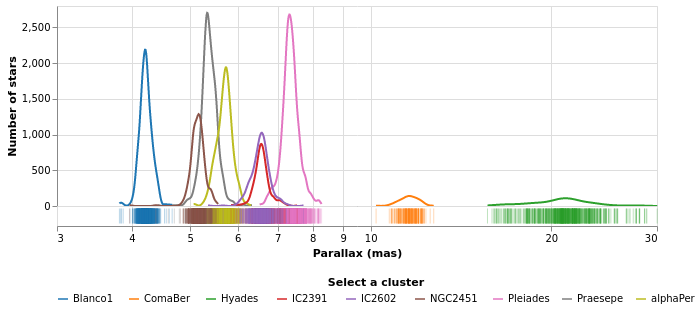 2,500
2,000
1,500
1,000
500
0
Number of stars
3 4 5 6 7 8 9 10 20 30
Parallax (mas)
Select a cluster
Blanco1 ComaBer Hyades IC2391 IC2602 NGC2451 Pleiades Praesepe alphaPer